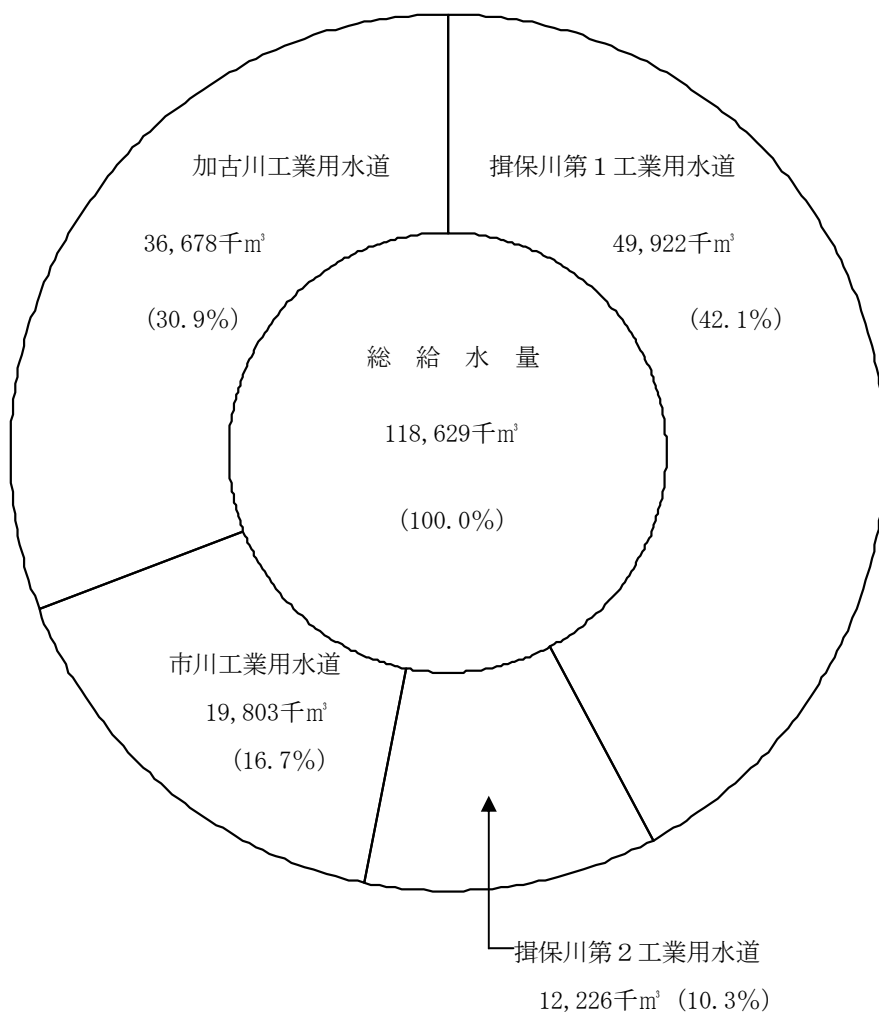 加古川工業用水道
36,678千㎥
(30.9%)
揖保川第1工業用水道
49,922千㎥
(42.1%)
総給水量
118,629千㎥
(100.0%)
市川工業用水道
19,803千㎥
(16.7%)
揖保川第2工業用水道
12,226千㎥ (10.3%)